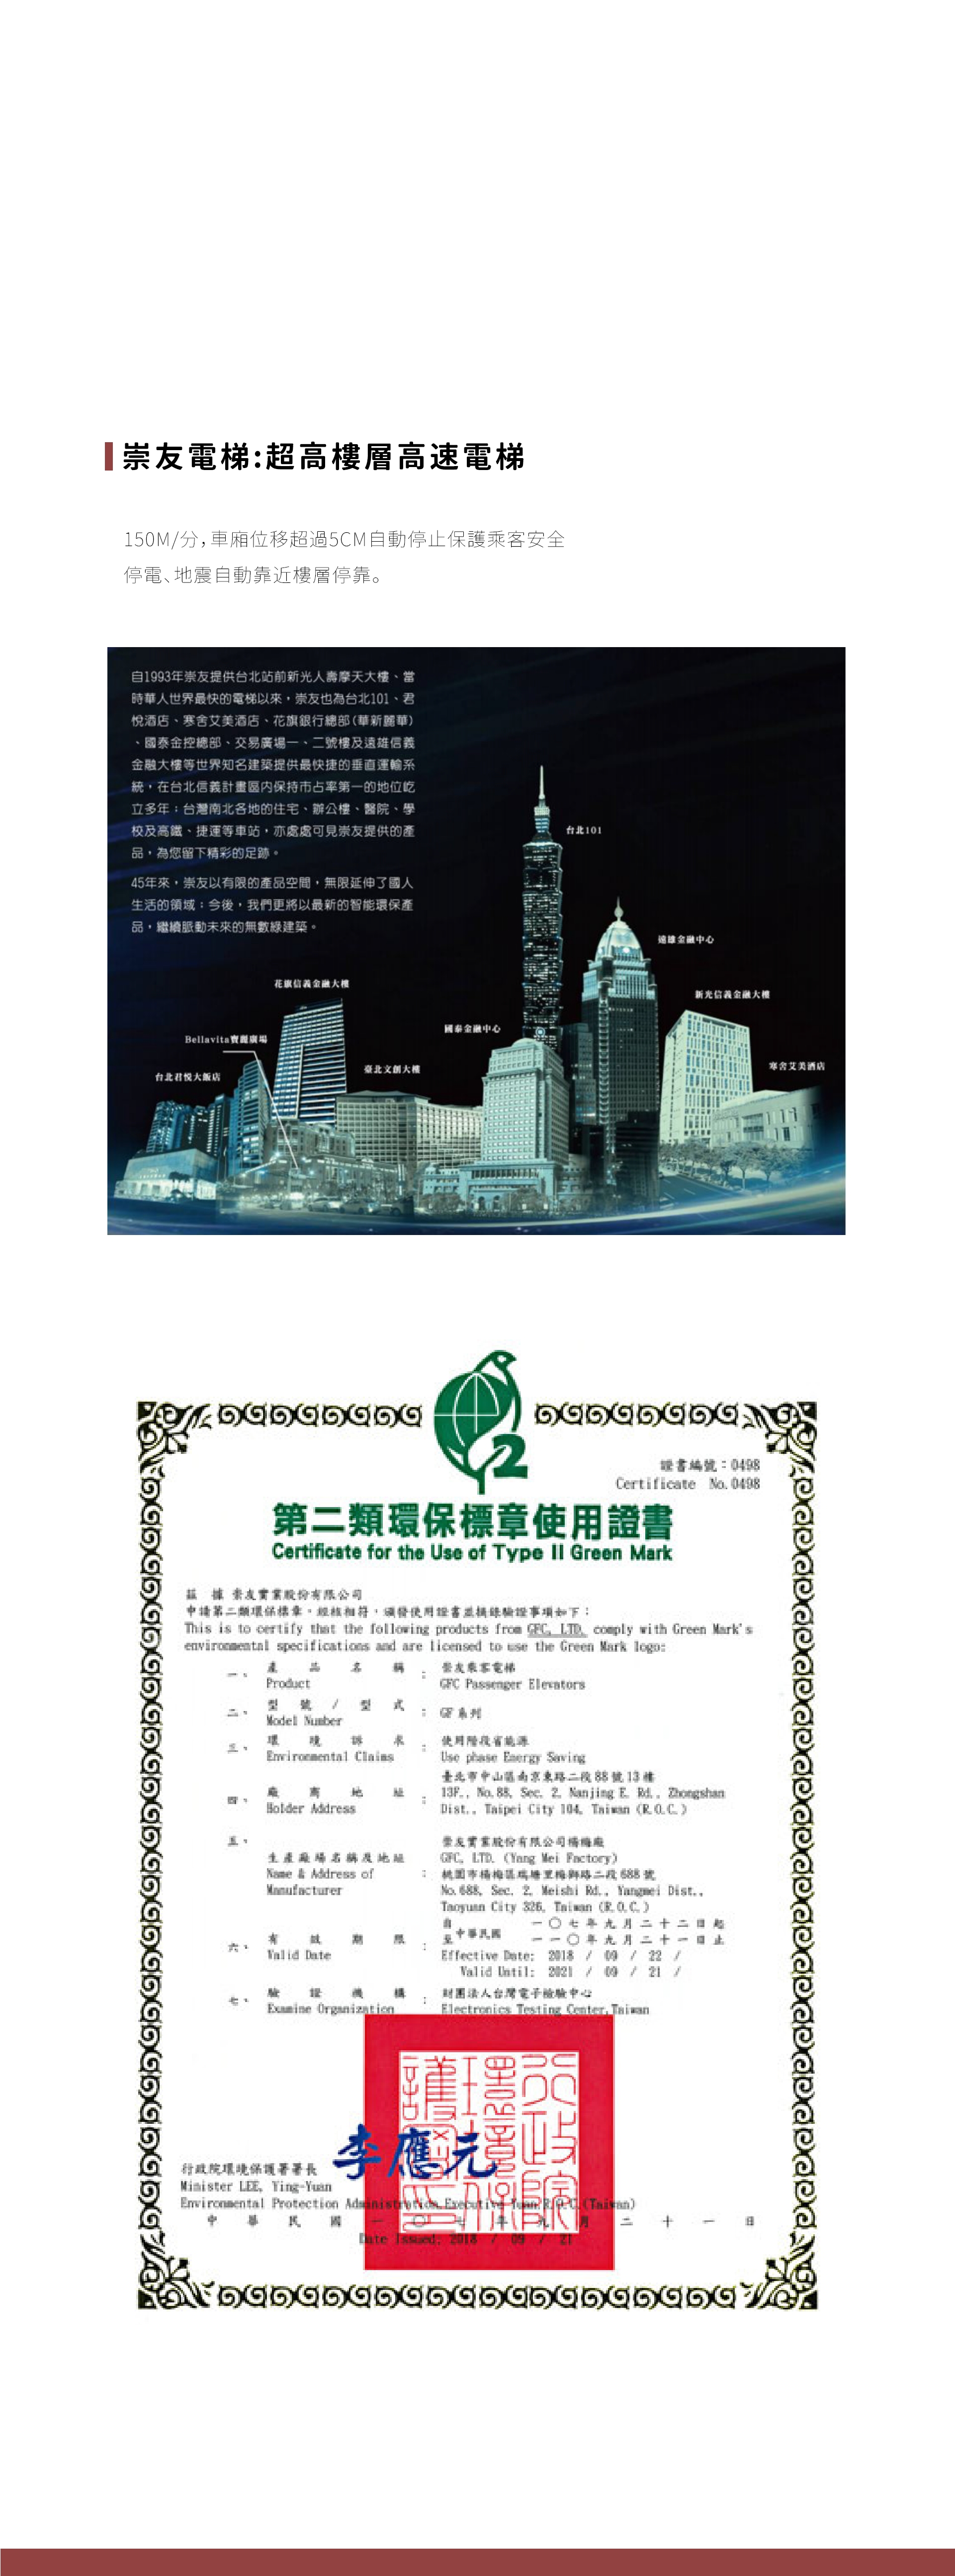 崇友電梯:超高樓層高速電梯
150M/分，車廂位移超過5CM自動停止保護乘客安全
停電、地震自動靠近樓層停靠。
自1993年崇友提供台北站前新光人壽摩天大樓、當
時華人世界最快的電梯以來，崇友也為台北101、君
悅酒店、寒舍艾美酒店、花旗銀行總部(華新麗華)
、國泰金控總部、交易廣場一、二號樓及遠雄信義
金融大樓等世界知名建築提供最快捷的垂直運輸系
統，在台北信義計畫區內保持市占率第一的地位屹
立多年；台灣南北各地的住宅、辦公樓、醫院、學
校及高鐵、捷運等車站，亦處處可見崇友提供的產
品，為您留下精彩的足跡。
45年來，崇友以有限的產品空間，無限延伸了國人
生活的領域；今後，我們更將以最新的智能環保產
品，繼續脈動未來的無數綠建築。
台北101
遠雄金融中心
花旗信義金融大樓
新光信義金融大樓
國泰金融中心
Bellavita寶麗廣場
臺北文創大樓
寒舍艾美酒店
台北君悅大飯店
2
證書編號：0498
Certificate No. 0498
第二類環保標章使用證書
Certificate for the Use of Type II Green Mark
茲 據 崇友實業股份有限公司
申請第二類環保標章，經核相符，頒發使用證書並摘錄驗證事項如下：
This is to certify that the following products from GFC, LTD. comply with Green Mark's
environmental specifications and are licensed to use the Green Mark logo:
一、 產 品 名 稱 ： 崇友乘客電梯
Product GFC Passenger Elevators
二、 型 號 / 型 式 ： GF系列
Model Number
三、 環 境 訴 求 ： 使用階段省能源
Environmental Claims Use phase Energy Saving
臺北市中山區南京東路二段88號13樓
四、 廠 商 地 址 ： 13F., No. 88, Sec. 2, Nanjing E. Rd., Zhongshan
Holder Address Dist., Taipei City 104, Taiwan (R.O.C.)
五、 崇友實業股份有限公司楊梅廠
生 產 廠 場 名 稱 及 地 址 GFC, LTD. (Yang Mei Factory)
Name & Address of ： 桃園市楊梅區瑞塘里梅獅路二段688號
Manufacturer No. 688, Sec. 2, Meishi Rd., Yangmei Dist.,
Taoyuan City 326, Taiwan (R.O.C.)
自 中華民國 一〇七年九月二十二日起
六、 有 效 期 限 ： 至 一一〇年九月二十一日止
Valid Date Effective Date: 2018 / 09 / 22 /
Valid Until: 2021 / 09 / 21 /
七、 驗 證 機 構 ： 財團法人台灣電子檢驗中心
Examine Organization Electronics Testing Center, Taiwan
行政院環境保護署印
李應元
行政院環境保護署署長
Minister LEE, Ying-Yuan
Environmental Protection Administration, Executive Yuan, R.O.C. (Taiwan)
中 華 民 國 一 〇 七 年 九 月 二 十 一 日
Date Issued: 2018 / 09 / 21